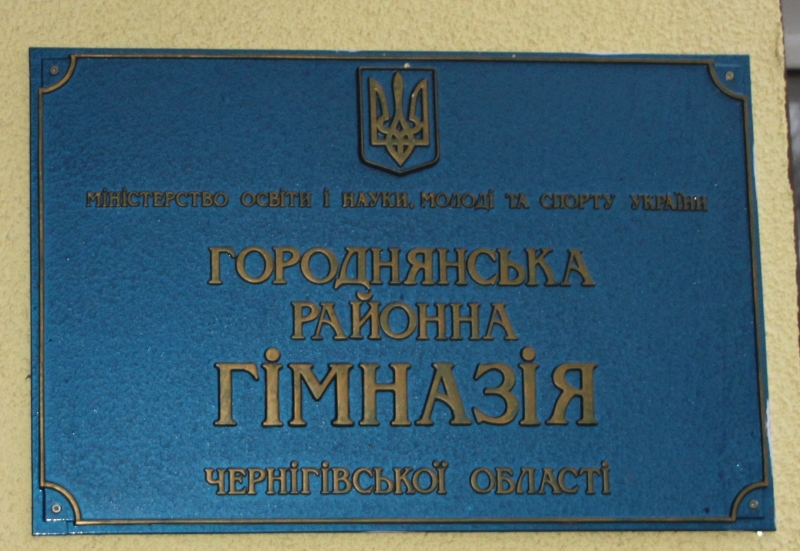 МІНІСТЕРСТВО ОСВІТИ І НАУКИ, МОЛОДІ ТА СПОРТУ УКРАЇНИ
ГОРОДНЯНСЬКА
РАЙОННА
ГІМНАЗІЯ
ЧЕРНІГІВСЬКОЇ ОБЛАСТІ